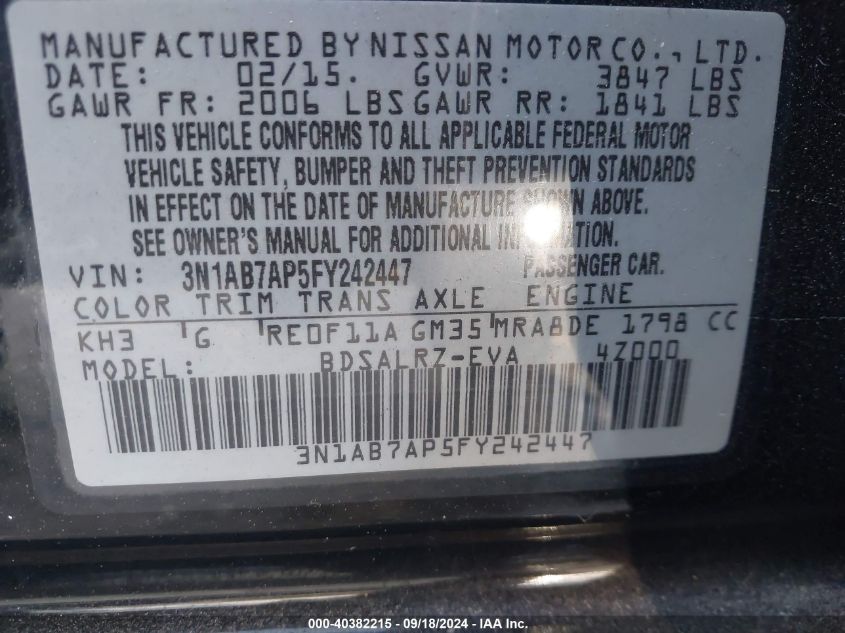 MANUFACTURED BY NISSAN MOTOR CO., LTD.
DATE: 02/15. GVWR: 3847 LBS
GAWR FR: 2006 LBS GAWR RR: 1841 LBS
THIS VEHICLE CONFORMS TO ALL APPLICABLE FEDERAL MOTOR
VEHICLE SAFETY, BUMPER AND THEFT PREVENTION STANDARDS
IN EFFECT ON THE DATE OF MANUFACTURE SHOWN ABOVE.
SEE OWNER'S MANUAL FOR ADDITIONAL INFORMATION.
VIN: 3N1AB7AP5FY242447 PASSENGER CAR.
COLOR TRIM TRANS AXLE ENGINE
KH3 G RE0F11A GM35 MRA8DE 1798 CC
MODEL: BDSALRZ-EVA 4Z000
3N1AB7AP5FY242447
000-40382215 - 09/18/2024 - IAA Inc.